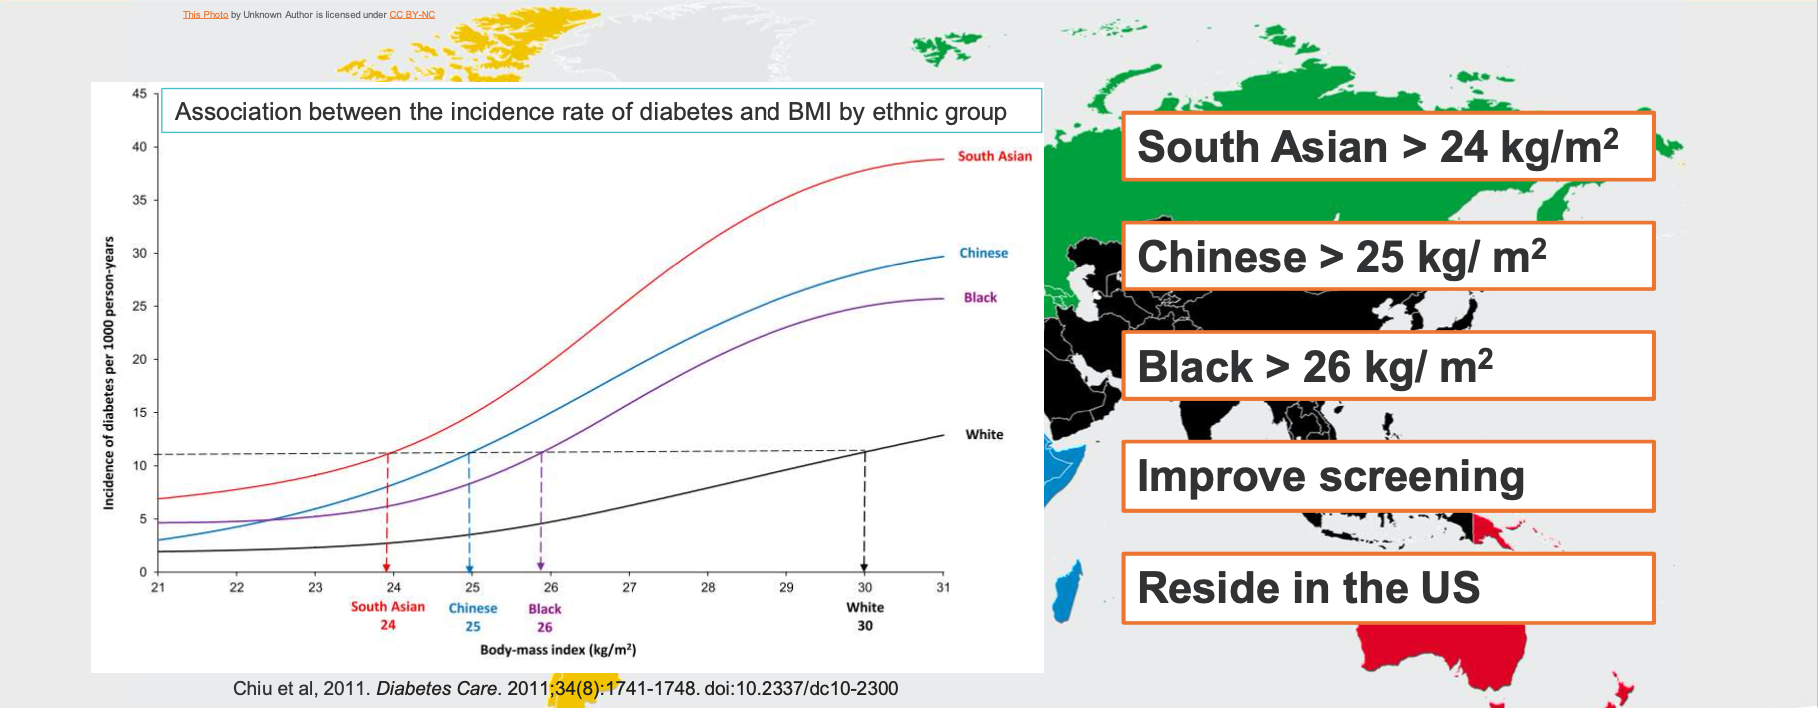 This Photo by Unknown Author is licensed under CC BY-NC
Association between the incidence rate of diabetes and BMI by ethnic group
45
40
35
30
25
20
15
10
5
0
Incidence of diabetes per 1000 person-years
South Asian
Chinese
Black
White
21 22 23 24 25 26 27 28 29 30 31
South Asian Chinese Black White
24 25 26 30
Body-mass index (kg/m²)
Chiu et al, 2011. Diabetes Care. 2011;34(8):1741-1748. doi:10.2337/dc10-2300
South Asian > 24 kg/m²
Chinese > 25 kg/ m²
Black > 26 kg/ m²
Improve screening
Reside in the US